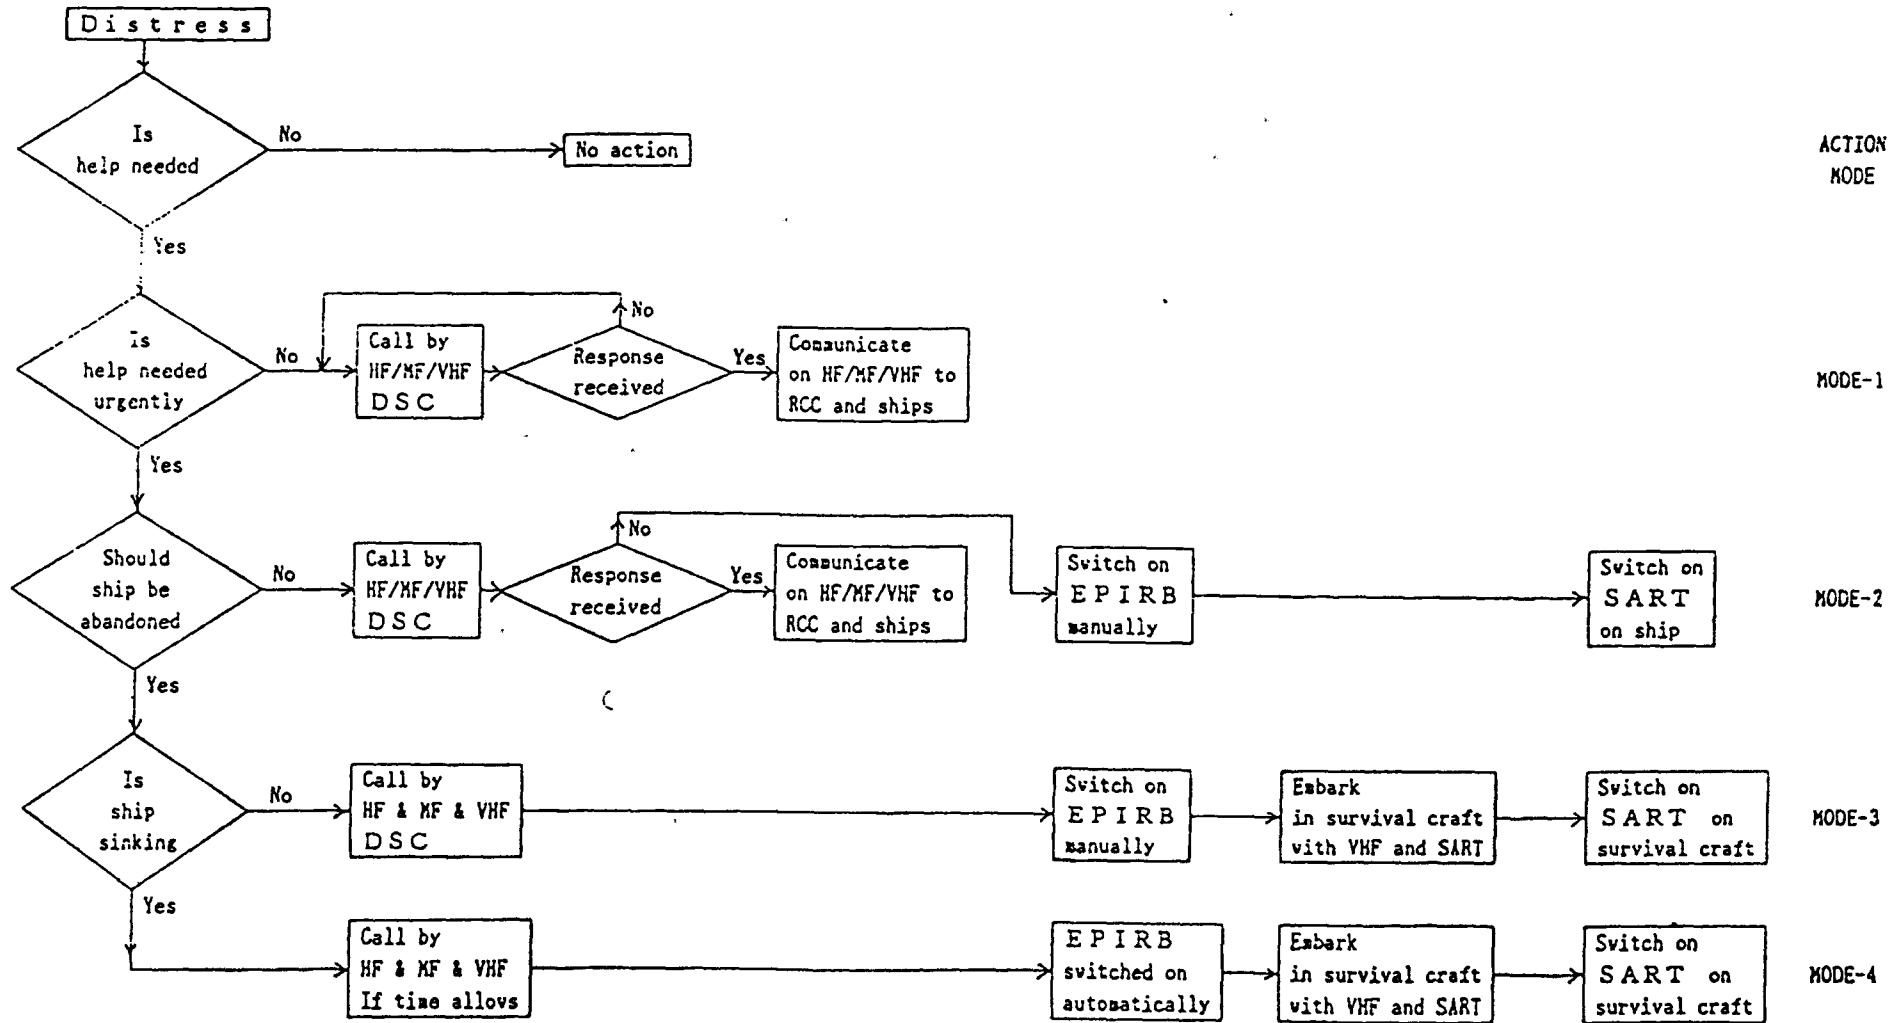 Distress
Is
help needed
No
No action
ACTION
MODE
Yes
Is
help needed
urgently
No
Call by
HF/MF/VHF
DSC
Response
received
No
Yes
Communicate
on HF/MF/VHF to
RCC and ships
MODE-1
Yes
Should
ship be
abandoned
No
Call by
HF/MF/VHF
DSC
Response
received
No
Yes
Communicate
on HF/MF/VHF to
RCC and ships
Switch on
EPIRB
manually
Switch on
SART
on ship
MODE-2
Yes
Is
ship
sinking
No
Call by
HF & MF & VHF
DSC
Switch on
EPIRB
manually
Embark
in survival craft
with VHF and SART
Switch on
SART on
survival craft
MODE-3
Yes
Call by
HF & MF & VHF
If time allows
EPIRB
switched on
automatically
Embark
in survival craft
with VHF and SART
Switch on
SART on
survival craft
MODE-4